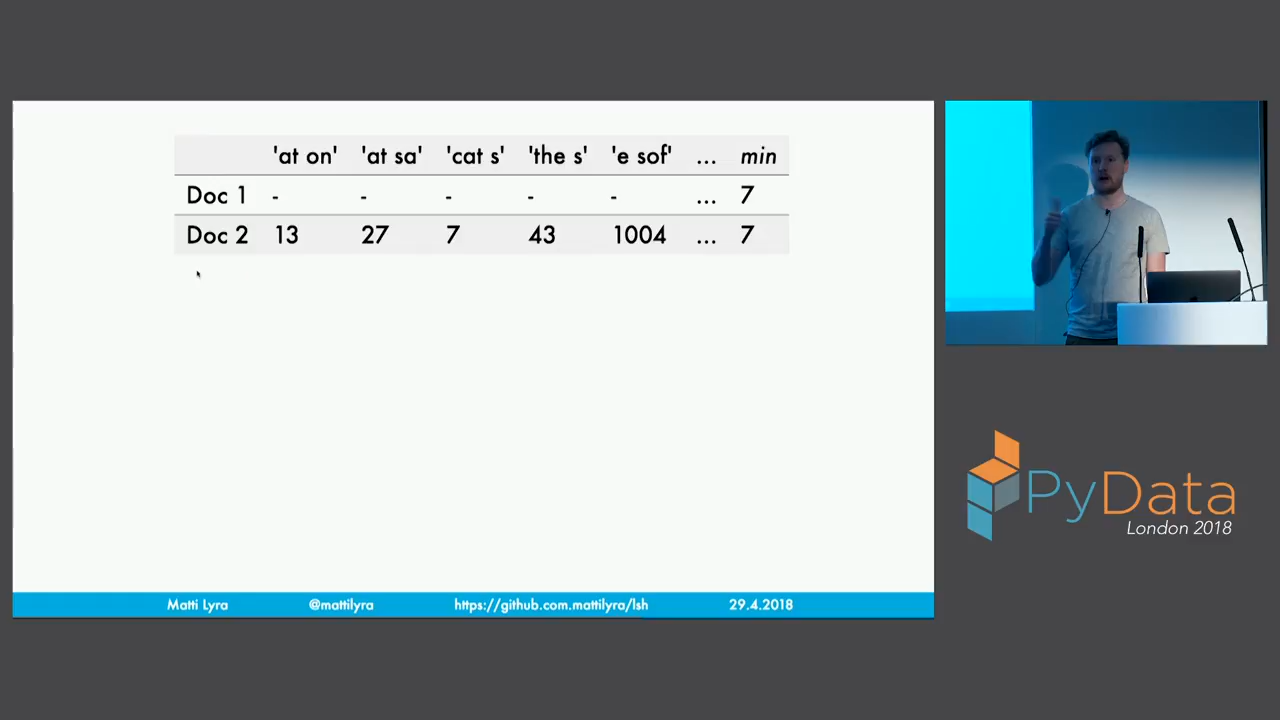 'at on' 'at sa' 'cat s' 'the s' 'e sof' ... min
Doc 1 - - - - - ... 7
Doc 2 13 27 7 43 1004 ... 7
Matti Lyra @mattilyra https://github.com.mattilyra/lsh 29.4.2018
PyData
London 2018